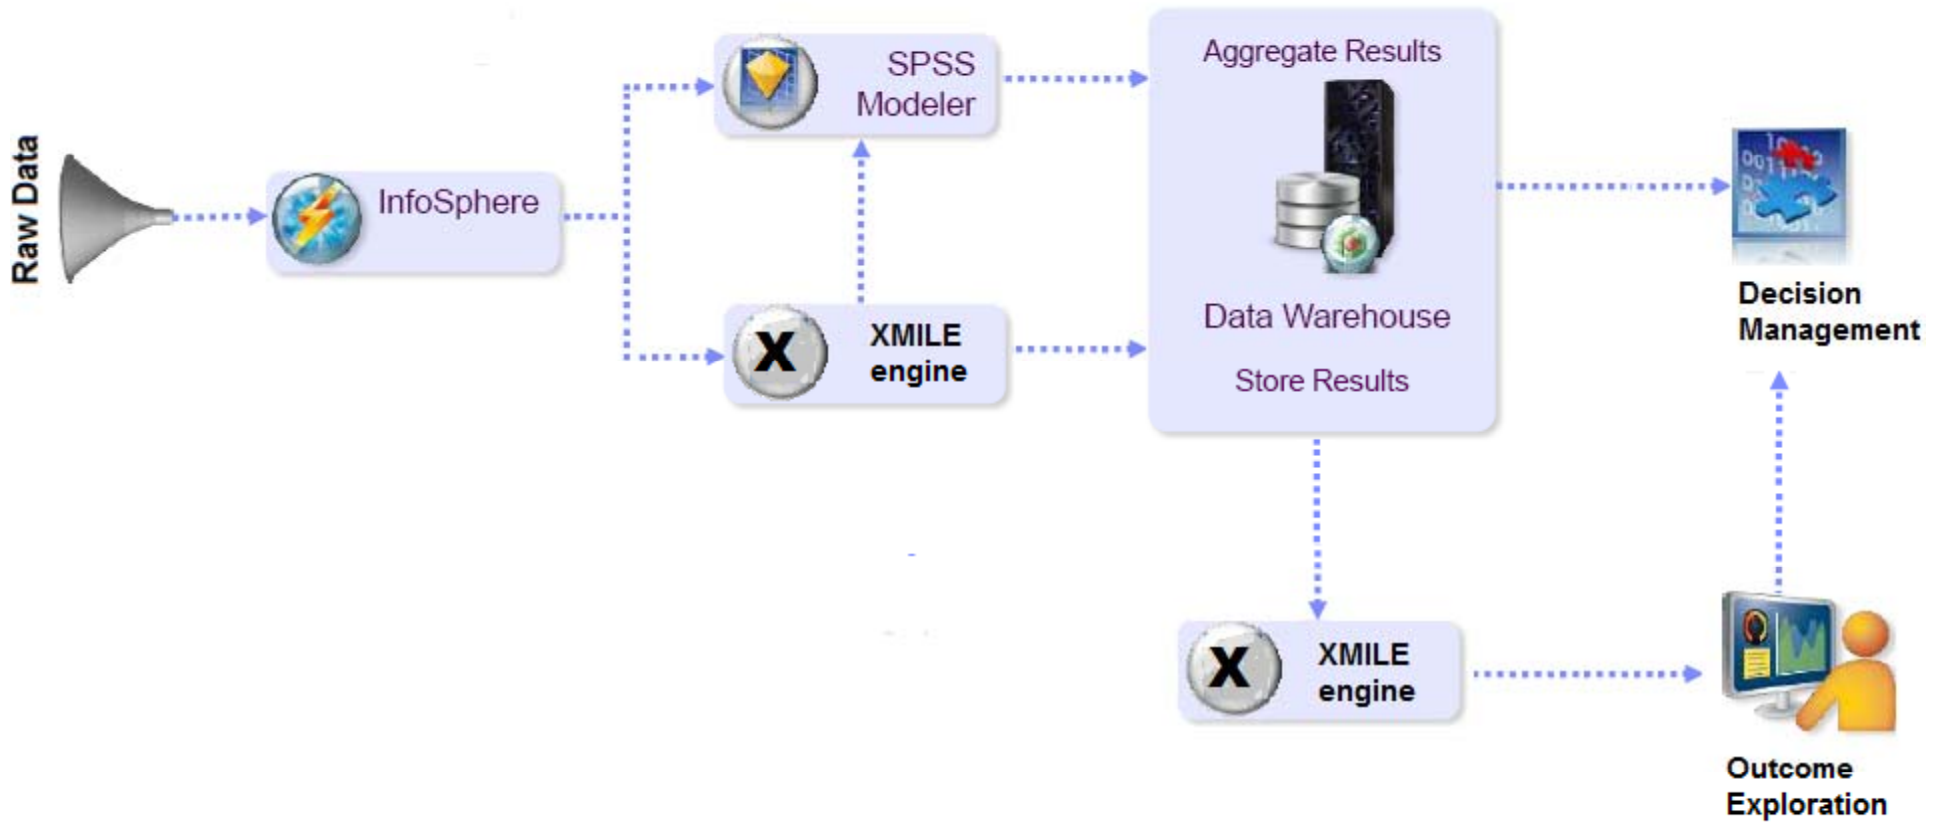 Raw Data
InfoSphere
SPSS
Modeler
X
XMILE
engine
Aggregate Results
Data Warehouse
Store Results
Decision
Management
X
XMILE
engine
Outcome
Exploration